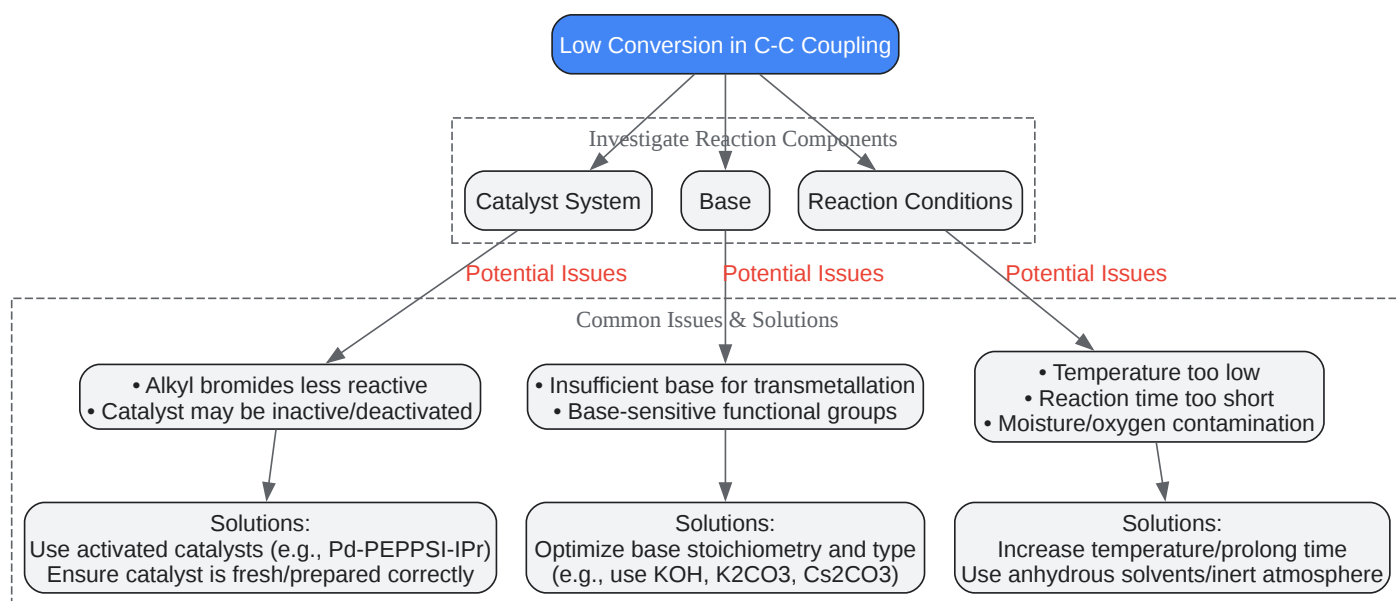 Low Conversion in C-C Coupling
Investigate Reaction Components
Catalyst System
Base
Reaction Conditions
Potential Issues
Potential Issues
Potential Issues
Common Issues & Solutions
• Alkyl bromides less reactive
• Catalyst may be inactive/deactivated
• Insufficient base for transmetallation
• Base-sensitive functional groups
• Temperature too low
• Reaction time too short
• Moisture/oxygen contamination
Solutions:
Use activated catalysts (e.g., Pd-PEPPSI-IPr)
Ensure catalyst is fresh/prepared correctly
Solutions:
Optimize base stoichiometry and type
(e.g., use KOH, K2CO3, Cs2CO3)
Solutions:
Increase temperature/prolong time
Use anhydrous solvents/inert atmosphere